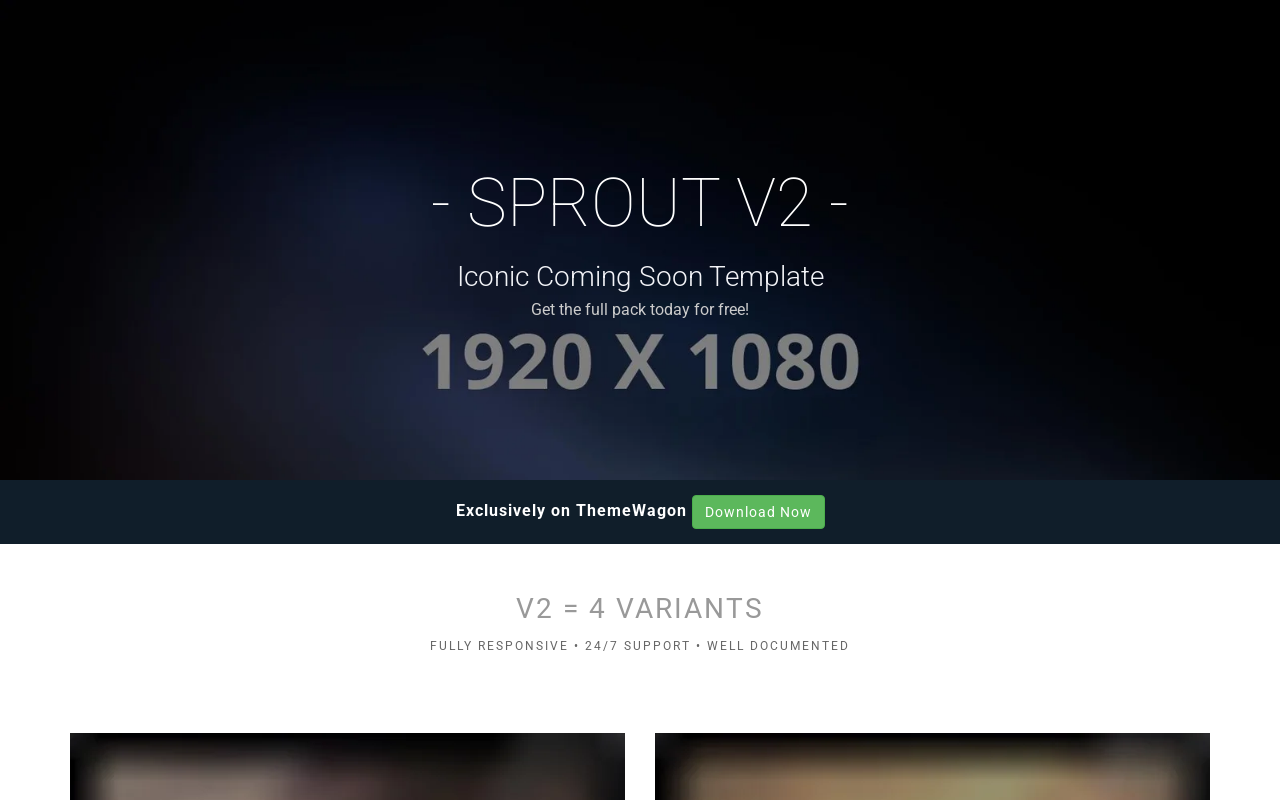 - SPROUT V2 -
Iconic Coming Soon Template
Get the full pack today for free!
1920 X 1080
Exclusively on ThemeWagon Download Now
V2 = 4 VARIANTS
FULLY RESPONSIVE • 24/7 SUPPORT • WELL DOCUMENTED